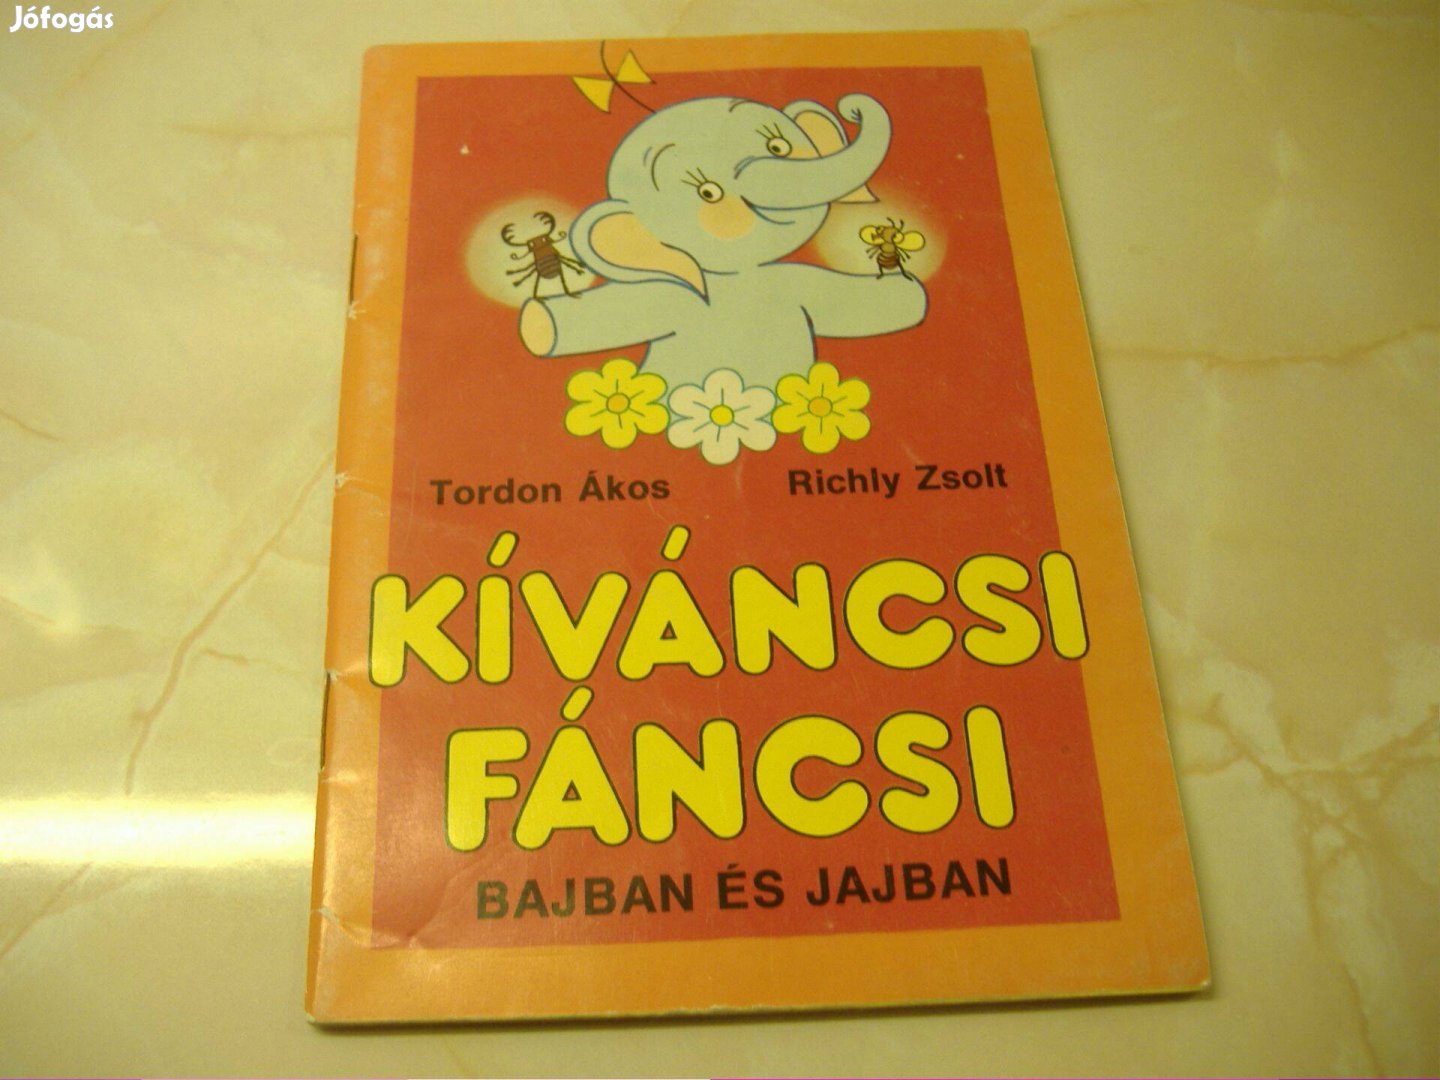 Jófogás
Tordon Ákos
Richly Zsolt
KÍVÁNCSI
FÁNCSI
BAJBAN ÉS JAJBAN